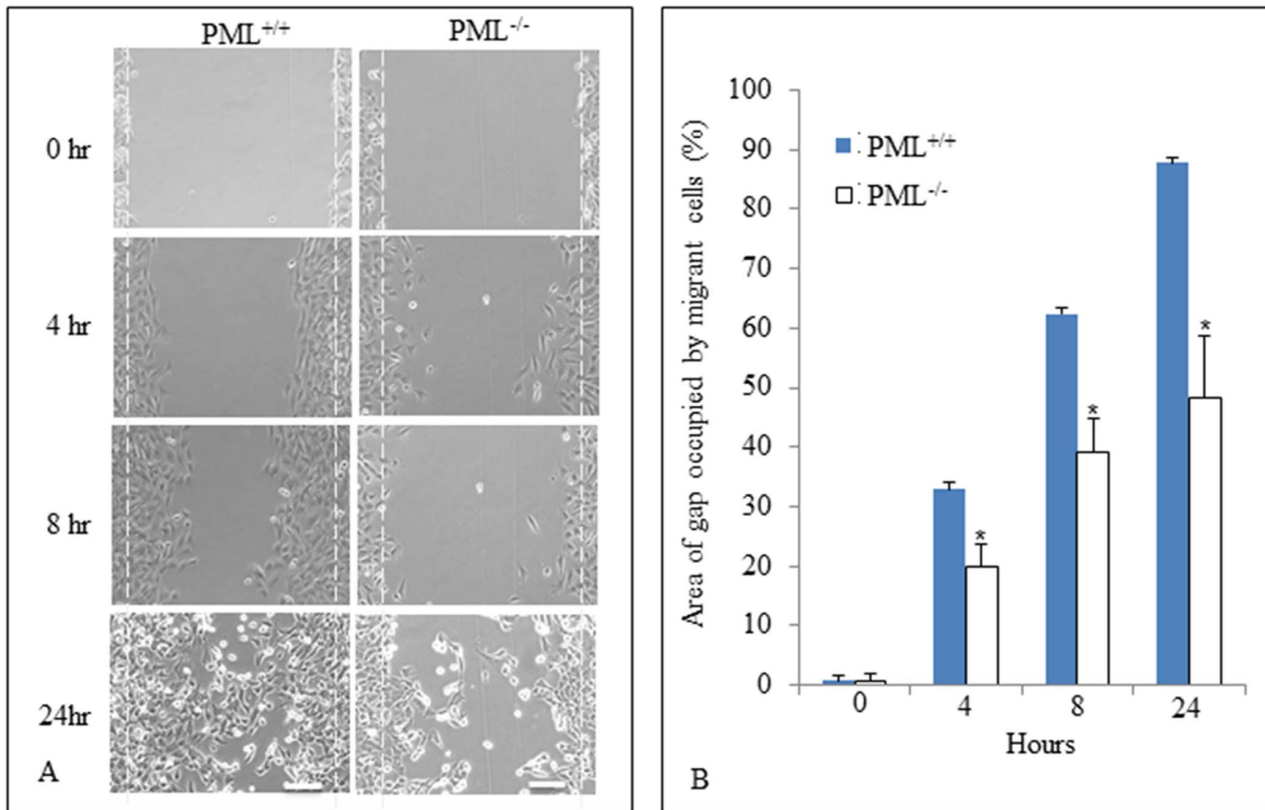 PML+/+ PML-/-
0 hr
4 hr
8 hr
24hr
A
Area of gap occupied by migrant cells (%)
100
90
80
70
60
50
40
30
20
10
0
: PML+/+
: PML-/-
*
*
*
0 4 8 24
Hours
B